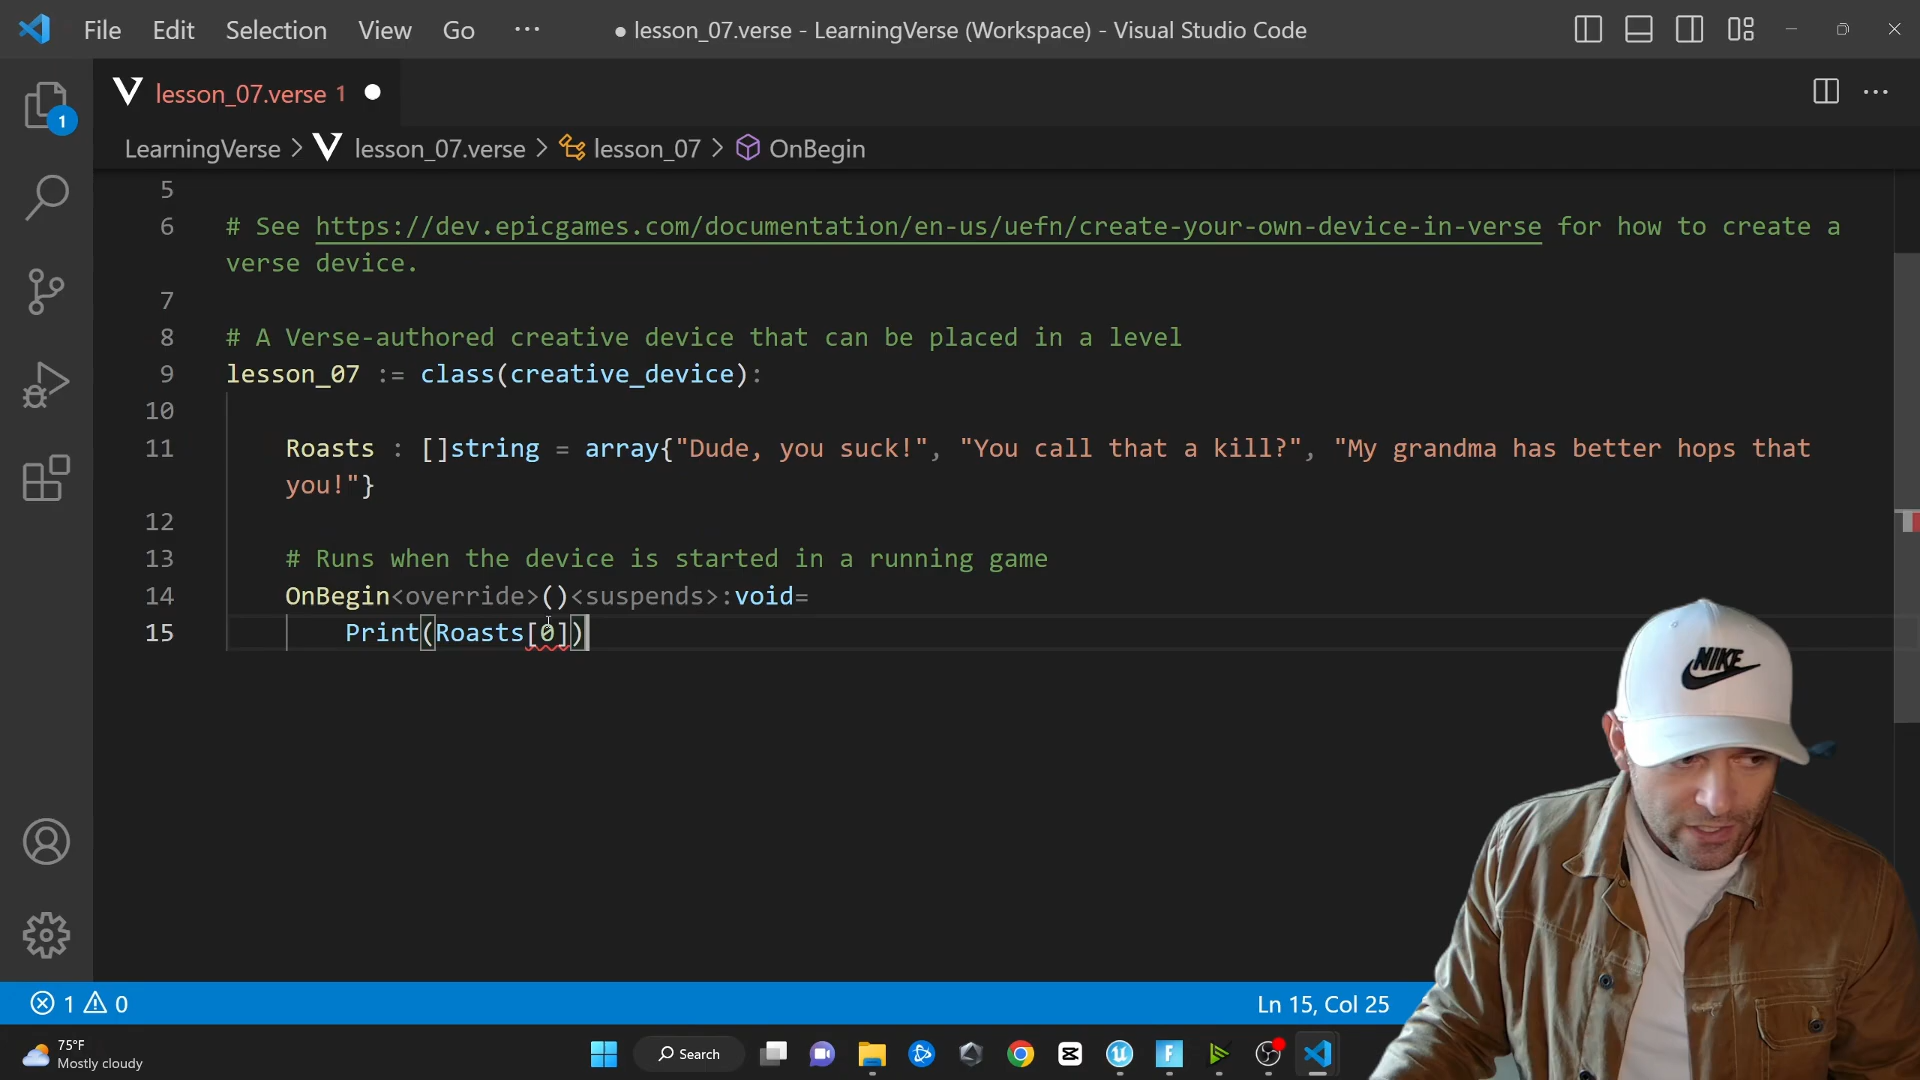 File Edit Selection View Go ··· ● lesson_07.verse - LearningVerse (Workspace) - Visual Studio Code
lesson_07.verse 1
LearningVerse > lesson_07.verse > lesson_07 > OnBegin
5
6 # See https://dev.epicgames.com/documentation/en-us/uefn/create-your-own-device-in-verse for how to create a
verse device.
7
8 # A Verse-authored creative device that can be placed in a level
9 lesson_07 := class(creative_device):
10
11 Roasts : []string = array{"Dude, you suck!", "You call that a kill?", "My grandma has better hops that
you!"}
12
13 # Runs when the device is started in a running game
14 OnBegin<override>()<suspends>:void=
15 Print(Roasts[0])
1
NIKE
1 0 Ln 15, Col 25
75°F
Mostly cloudy
Search